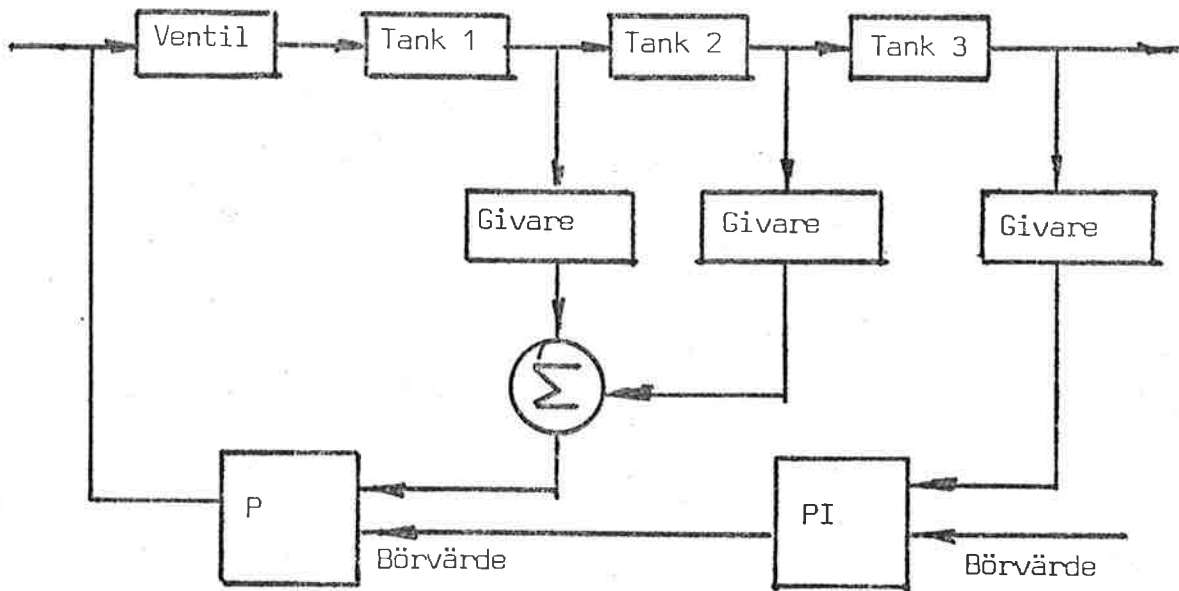 Ventil
Tank 1
Tank 2
Tank 3
Givare
Givare
Givare
Σ
P
PI
Börvärde
Börvärde